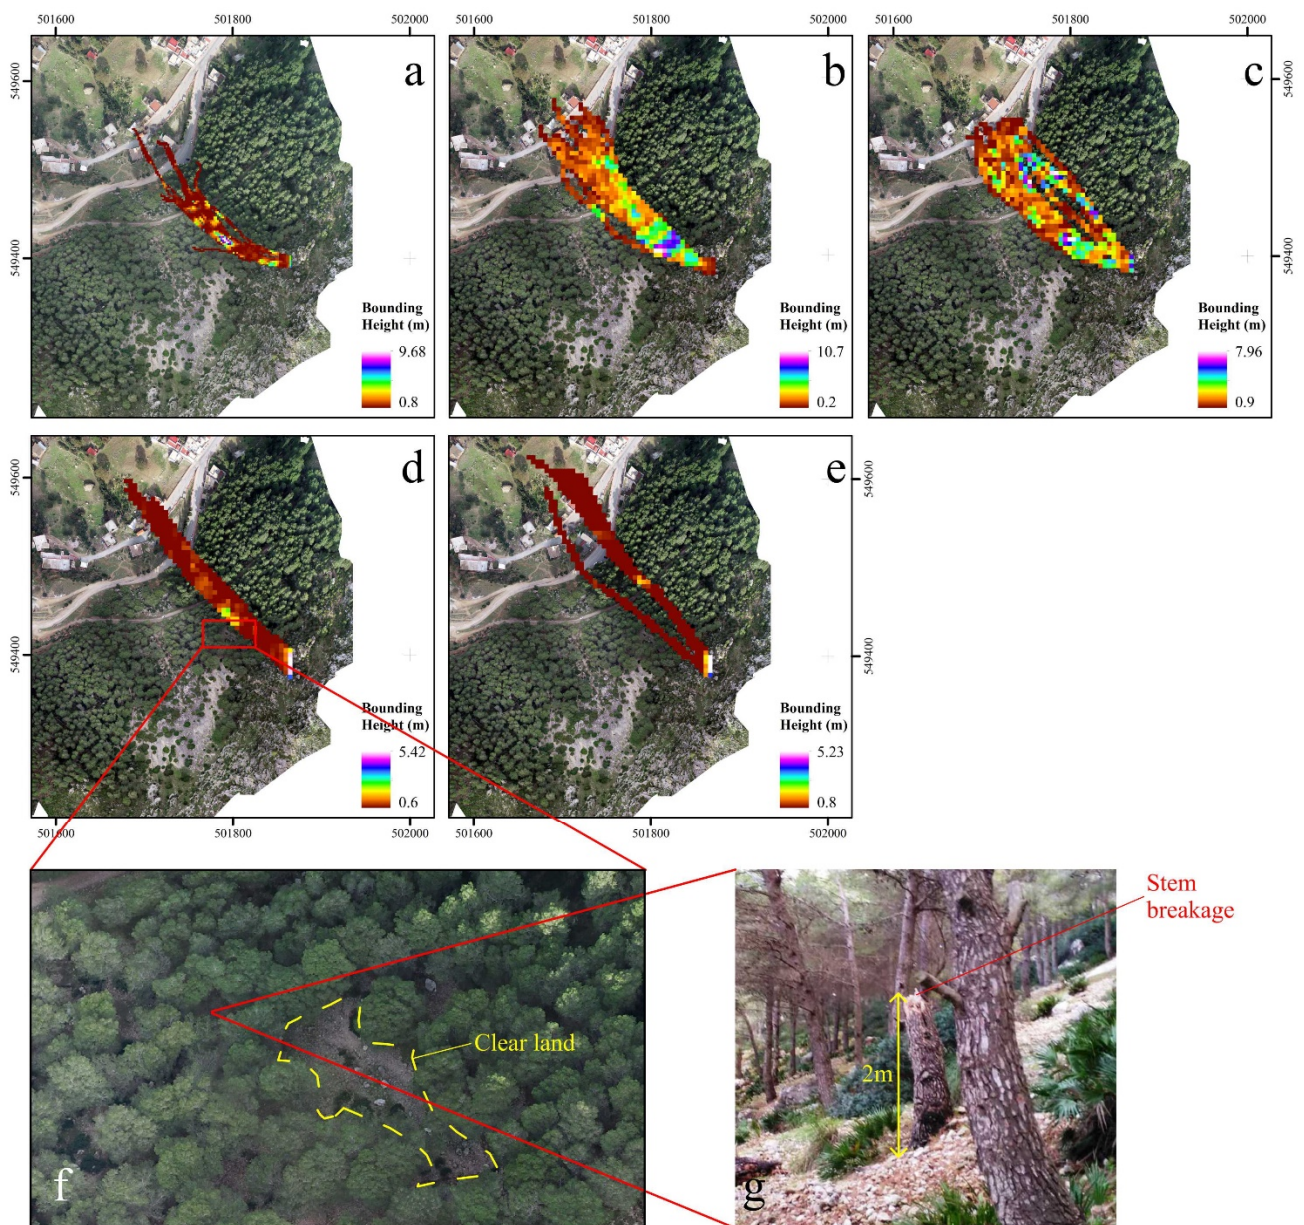 501600 501800 502000 501600 501800 502000 501600 501800 502000
a b c
549600 549600
549400 549400
Bounding
Height (m)
9.68
0.8
Bounding
Height (m)
10.7
0.2
Bounding
Height (m)
7.96
0.9
d e
549600 549600
549400 549400
Bounding
Height (m)
5.42
0.6
Bounding
Height (m)
5.23
0.8
501600 501800 502000 501600 501800 502000
Stem
breakage
Clear land
2m
f g